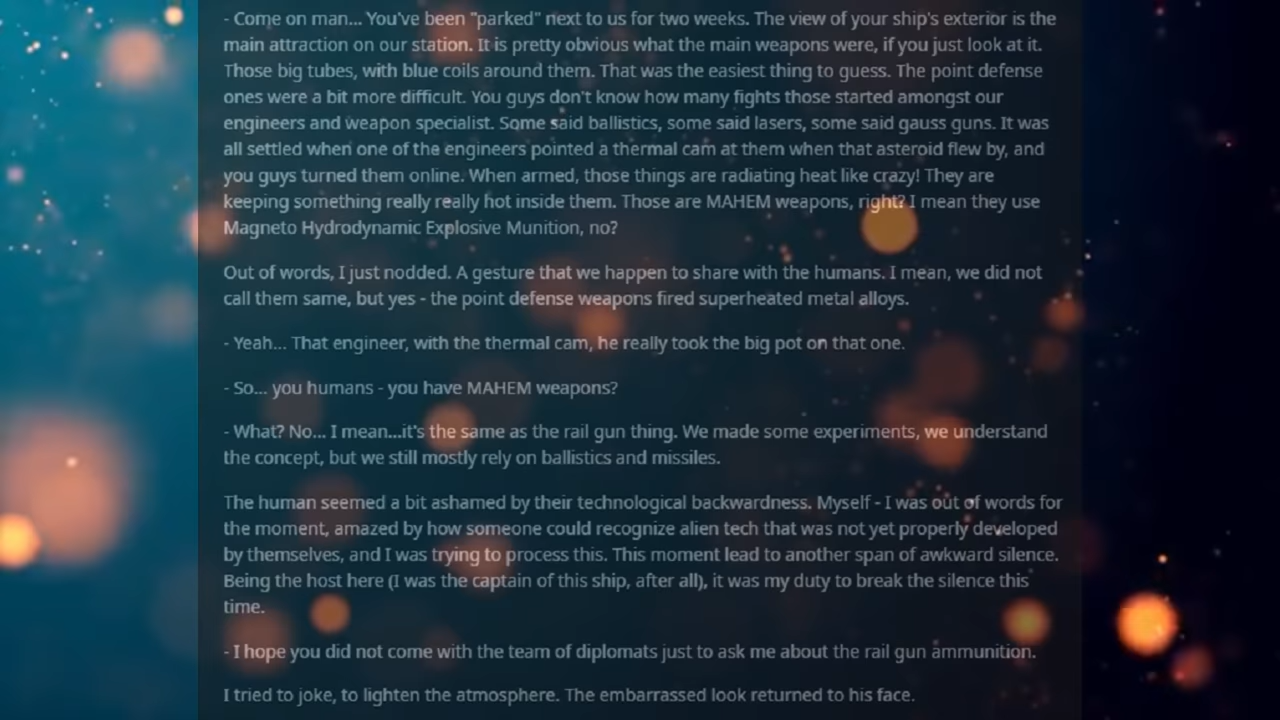 - Come on man... You've been "parked" next to us for two weeks. The view of your ship's exterior is the
main attraction on our station. It is pretty obvious what the main weapons were, if you just look at it.
Those big tubes, with blue coils around them. That was the easiest thing to guess. The point defense
ones were a bit more difficult. You guys don't know how many fights those started amongst our
engineers and weapon specialist. Some said ballistics, some said lasers, some said gauss guns. It was
all settled when one of the engineers pointed a thermal cam at them when that asteroid flew by, and
you guys turned them online. When armed, those things are radiating heat like crazy! They are
keeping something really really hot inside them. Those are MAHEM weapons, right? I mean they use
Magneto Hydrodynamic Explosive Munition, no?
Out of words, I just nodded. A gesture that we happen to share with the humans. I mean, we did not
call them same, but yes - the point defense weapons fired superheated metal alloys.
- Yeah... That engineer, with the thermal cam, he really took the big pot on that one.
- So... you humans - you have MAHEM weapons?
- What? No... I mean...it's the same as the rail gun thing. We made some experiments, we understand
the concept, but we still mostly rely on ballistics and missiles.
The human seemed a bit ashamed by their technological backwardness. Myself - I was out of words for
the moment, amazed by how someone could recognize alien tech that was not yet properly developed
by themselves, and I was trying to process this. This moment lead to another span of awkward silence.
Being the host here (I was the captain of this ship, after all), it was my duty to break the silence this
time.
- I hope you did not come with the team of diplomats just to ask me about the rail gun ammunition.
I tried to joke, to lighten the atmosphere. The embarrassed look returned to his face.